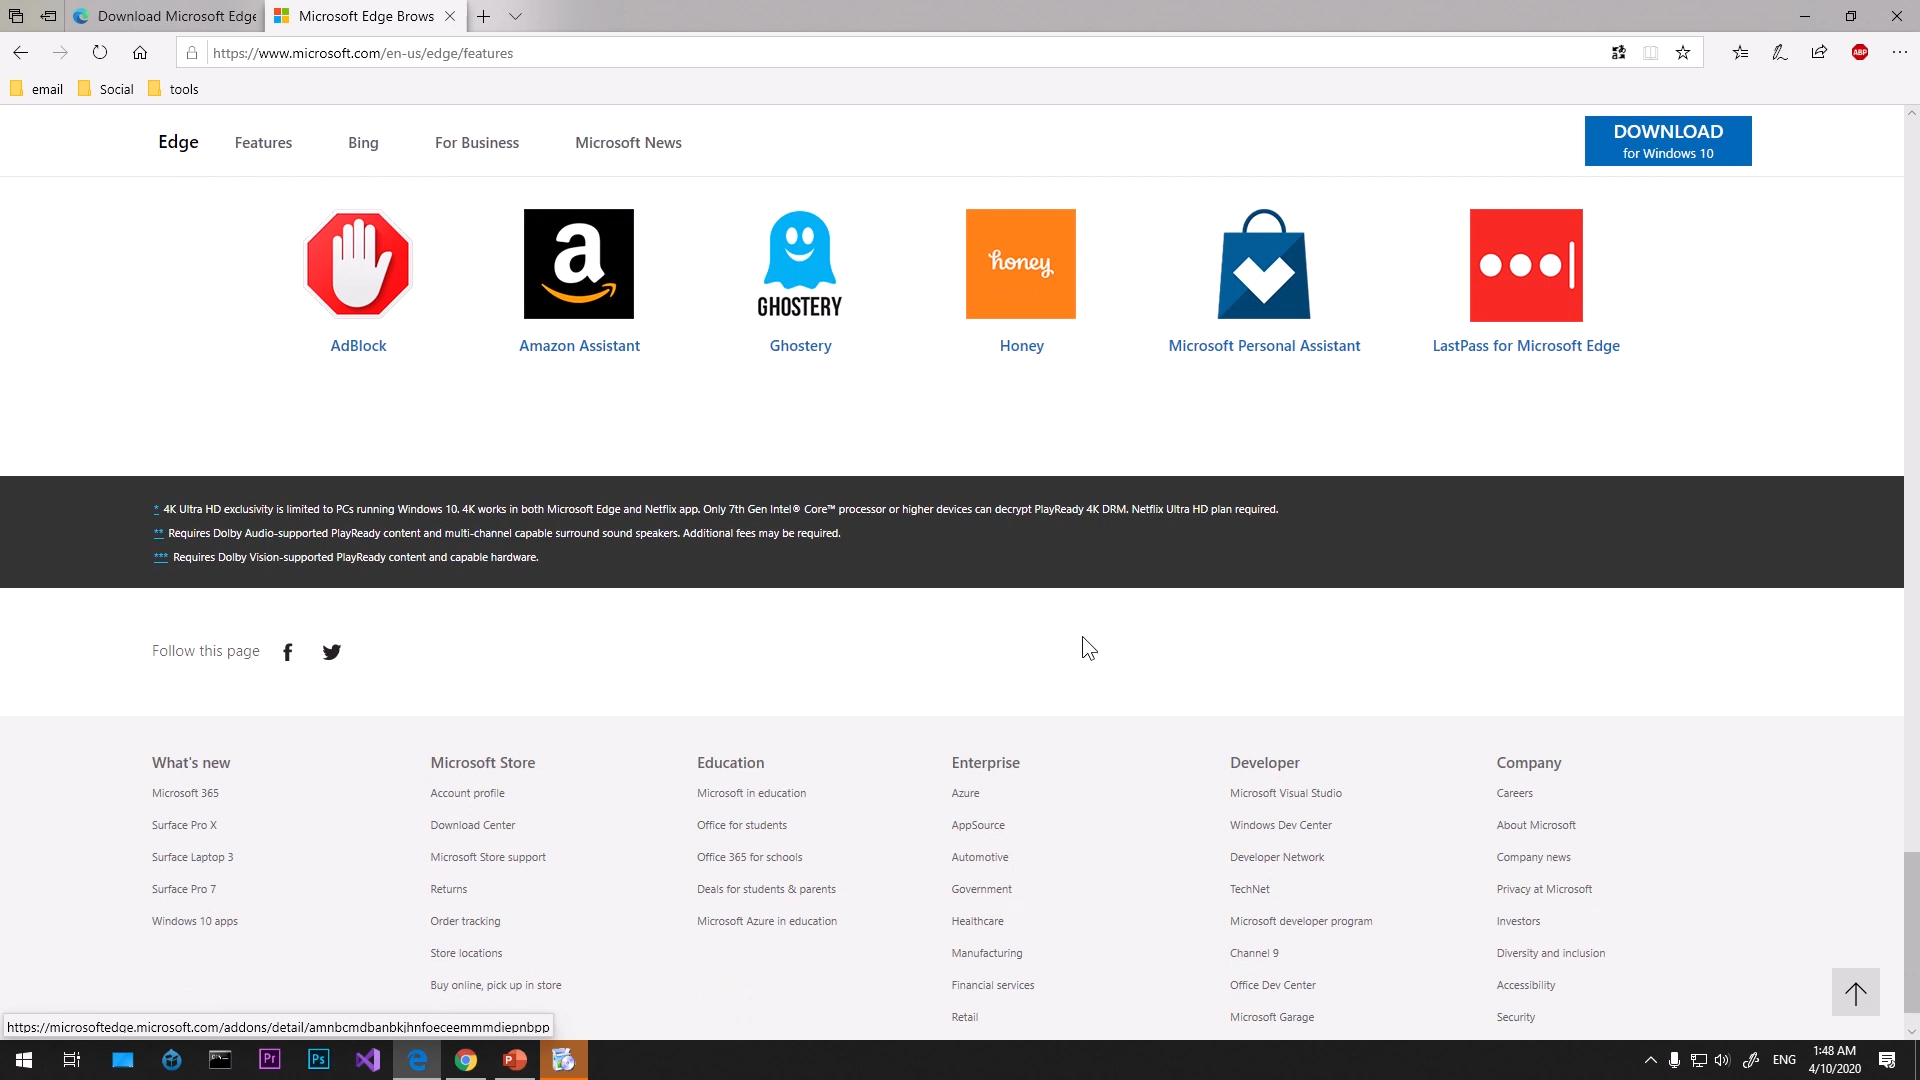 Download Microsoft Edge
Microsoft Edge Brows
https://www.microsoft.com/en-us/edge/features
ABP
email
Social
tools
Edge
Features
Bing
For Business
Microsoft News
DOWNLOAD
for Windows 10
a
GHOSTERY
honey
AdBlock
Amazon Assistant
Ghostery
Honey
Microsoft Personal Assistant
LastPass for Microsoft Edge
* 4K Ultra HD exclusivity is limited to PCs running Windows 10. 4K works in both Microsoft Edge and Netflix app. Only 7th Gen Intel® Core™ processor or higher devices can decrypt PlayReady 4K DRM. Netflix Ultra HD plan required.
** Requires Dolby Audio-supported PlayReady content and multi-channel capable surround sound speakers. Additional fees may be required.
*** Requires Dolby Vision-supported PlayReady content and capable hardware.
Follow this page
What's new
Microsoft 365
Surface Pro X
Surface Laptop 3
Surface Pro 7
Windows 10 apps
Microsoft Store
Account profile
Download Center
Microsoft Store support
Returns
Order tracking
Store locations
Buy online, pick up in store
Education
Microsoft in education
Office for students
Office 365 for schools
Deals for students & parents
Microsoft Azure in education
Enterprise
Azure
AppSource
Automotive
Government
Healthcare
Manufacturing
Financial services
Retail
Developer
Microsoft Visual Studio
Windows Dev Center
Developer Network
TechNet
Microsoft developer program
Channel 9
Office Dev Center
Microsoft Garage
Company
Careers
About Microsoft
Company news
Privacy at Microsoft
Investors
Diversity and inclusion
Accessibility
Security
https://microsoftedge.microsoft.com/addons/detail/amnbcmdbanbkjhnfoeceemmmdiepnbpp
Pr
Ps
ENG
1:48 AM
4/10/2020